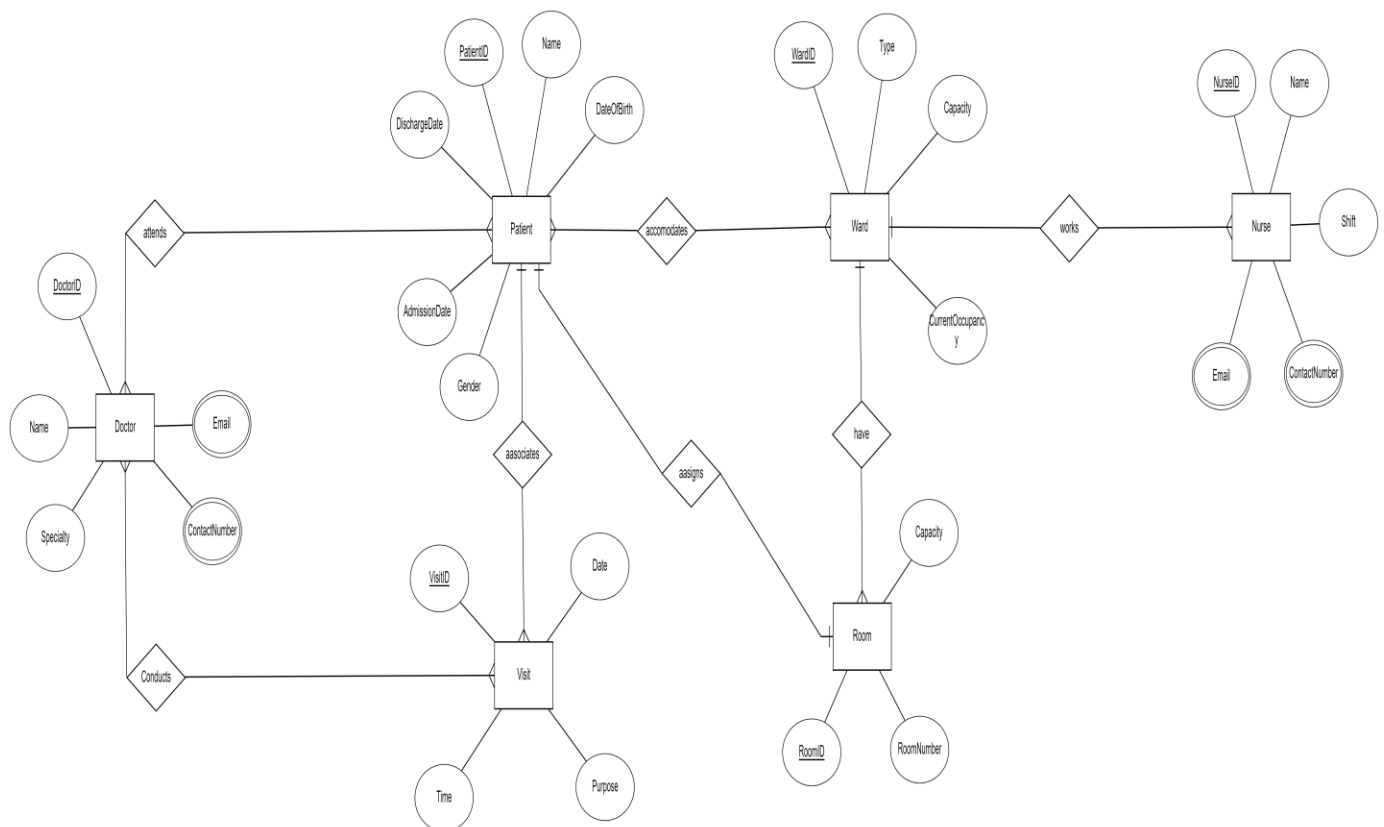 PatientID
Name
WardID
Type
NurseID
Name
DischargeDate
DateOfBirth
Capacity
attends
Patient
accomodates
Ward
works
Nurse
Shift
DoctorID
AdmissionDate
CurrentOccupanc
y
Gender
Email
ContactNumber
Name
Doctor
Email
aasociates
aasigns
have
Specialty
ContactNumber
VisitID
Date
Capacity
Conducts
Visit
Room
Time
Purpose
RoomID
RoomNumber